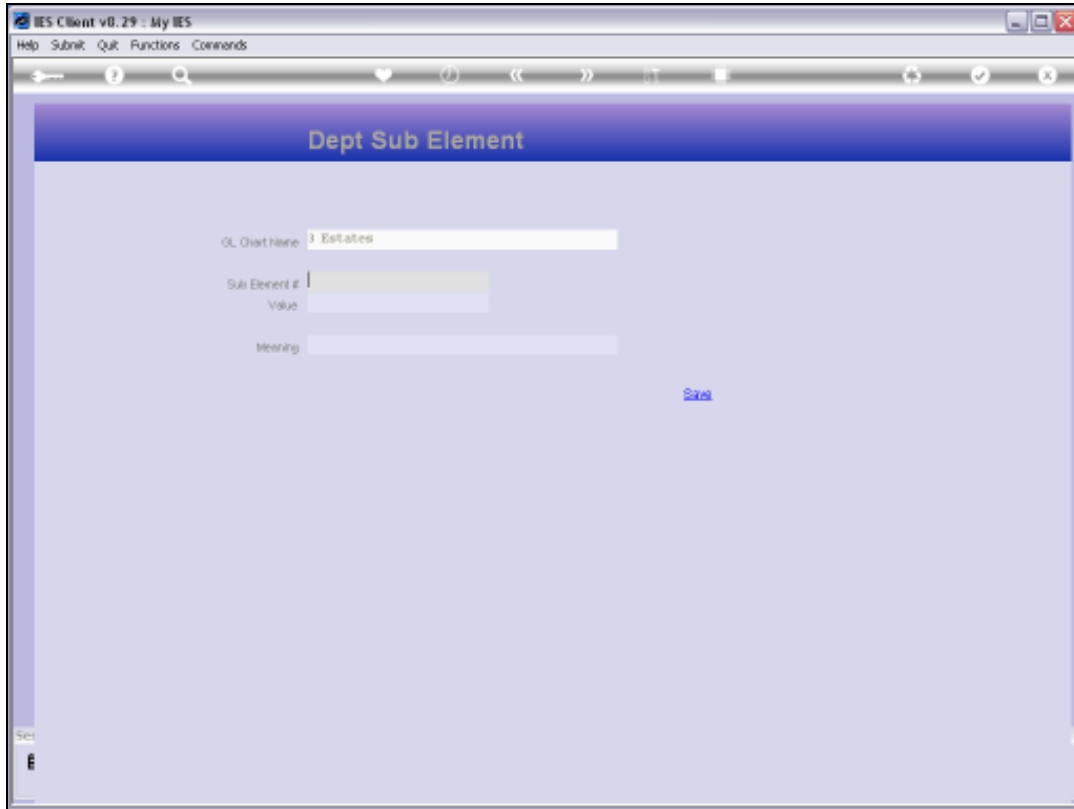 IES Client v8.29 : My IES
Help Submit Quit Functions Commands
Dept Sub Element
GL Chart Name 3 Estates
Sub Element #
Value
Meaning
Save